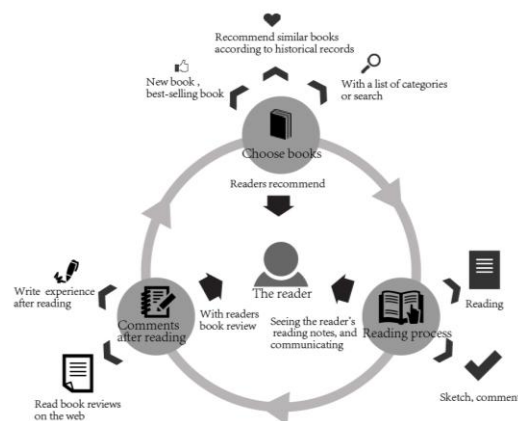 Recommend similar books
according to historical records
New book ,
best-selling book
With a list of categories
or search
Choose books
Readers recommend
Write experience
after reading
Comments
after reading
With readers
book review
The reader
Seeing the reader's
reading notes, and
communicating
Reading process
Reading
Read book reviews
on the web
Sketch, comment